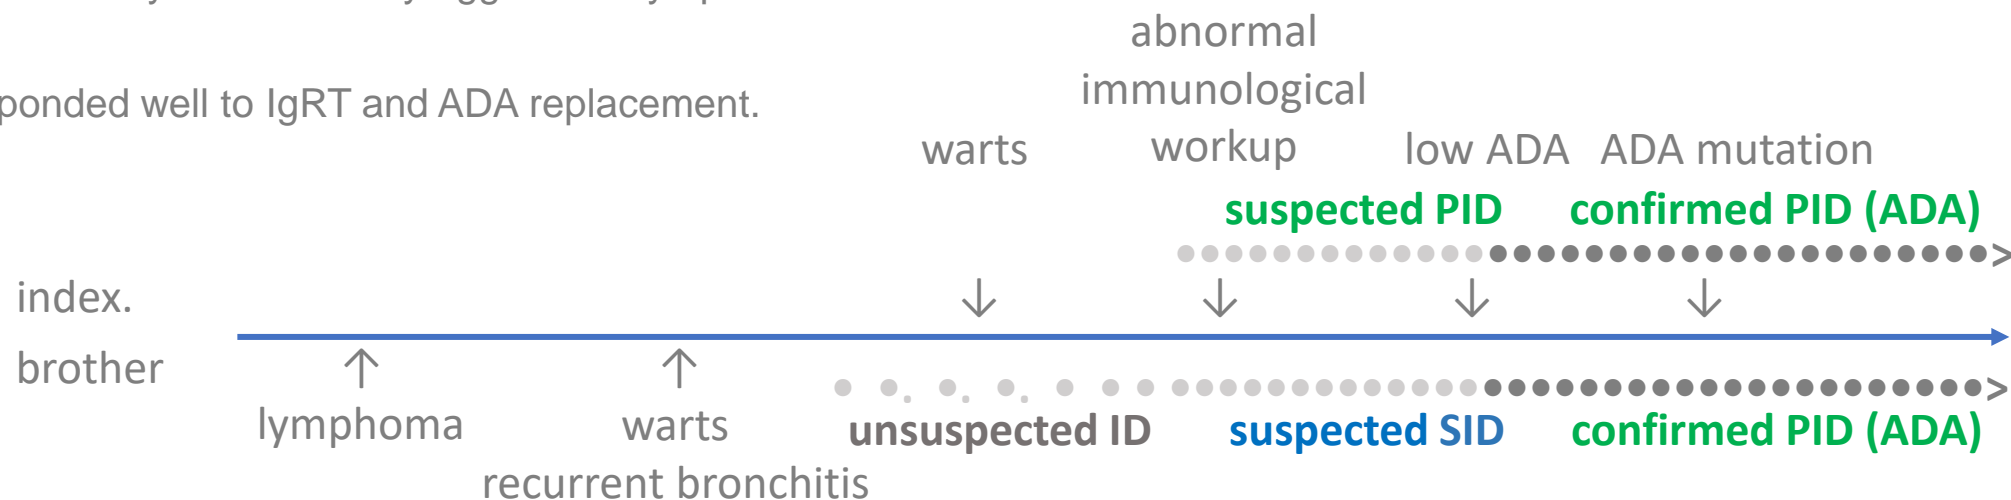 ponded well to IgRT and ADA replacement.
abnormal
immunological
workup
warts
low ADA
ADA mutation
suspected PID
confirmed PID (ADA)
index.
brother
lymphoma
warts
recurrent bronchitis
unsuspected ID
suspected SID
confirmed PID (ADA)